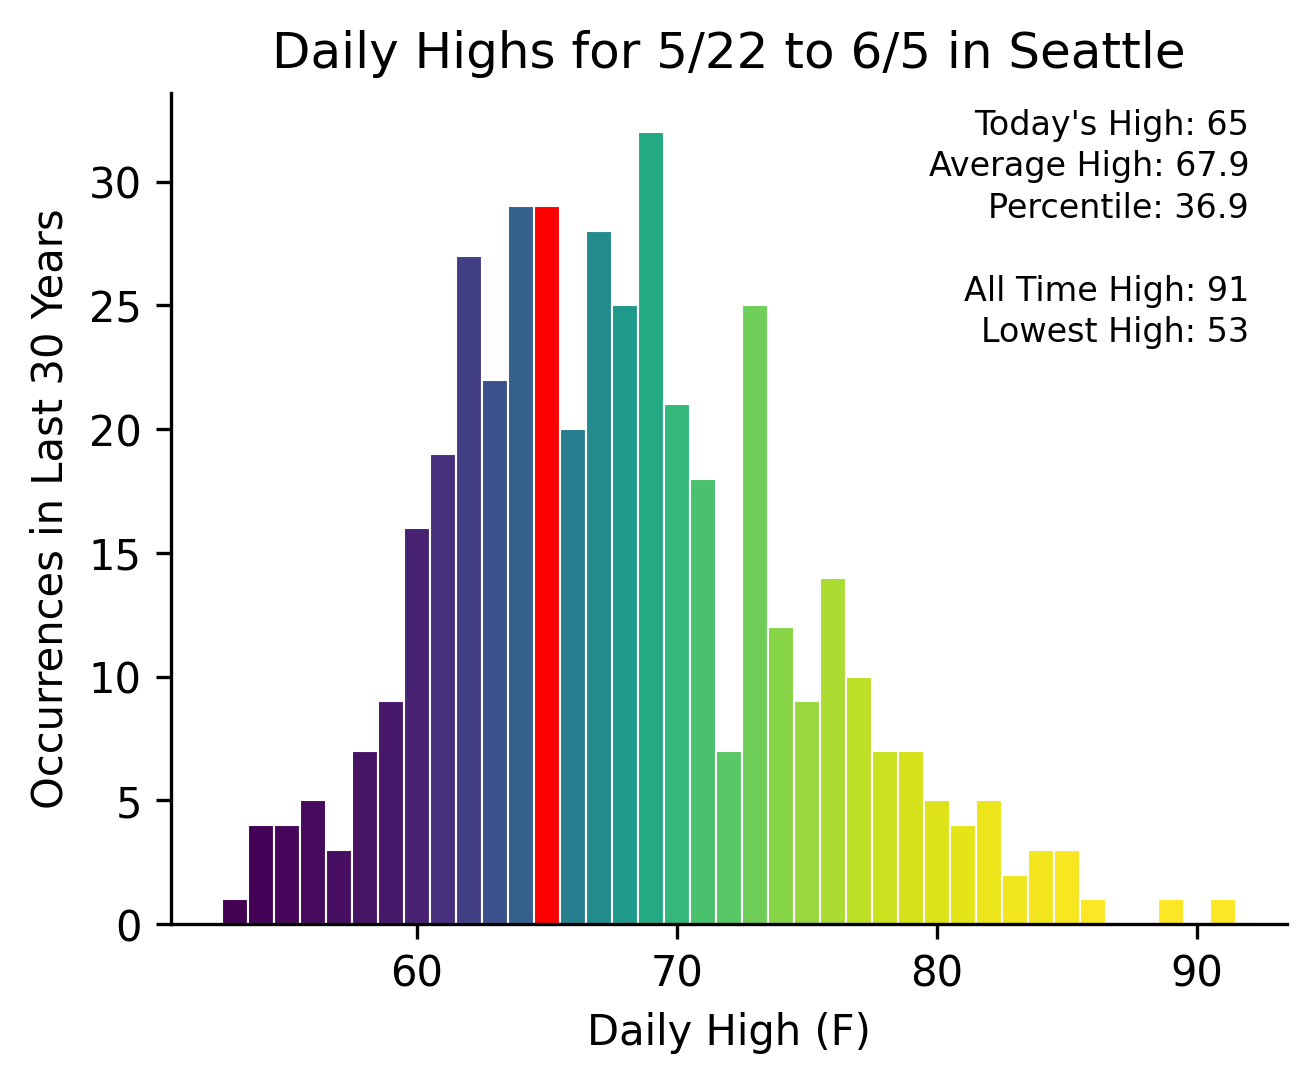 Daily Highs for 5/22 to 6/5 in Seattle
Today's High: 65
Average High: 67.9
Percentile: 36.9
All Time High: 91
Lowest High: 53
Occurrences in Last 30 Years
30
25
20
15
10
5
0
60 70 80 90
Daily High (F)